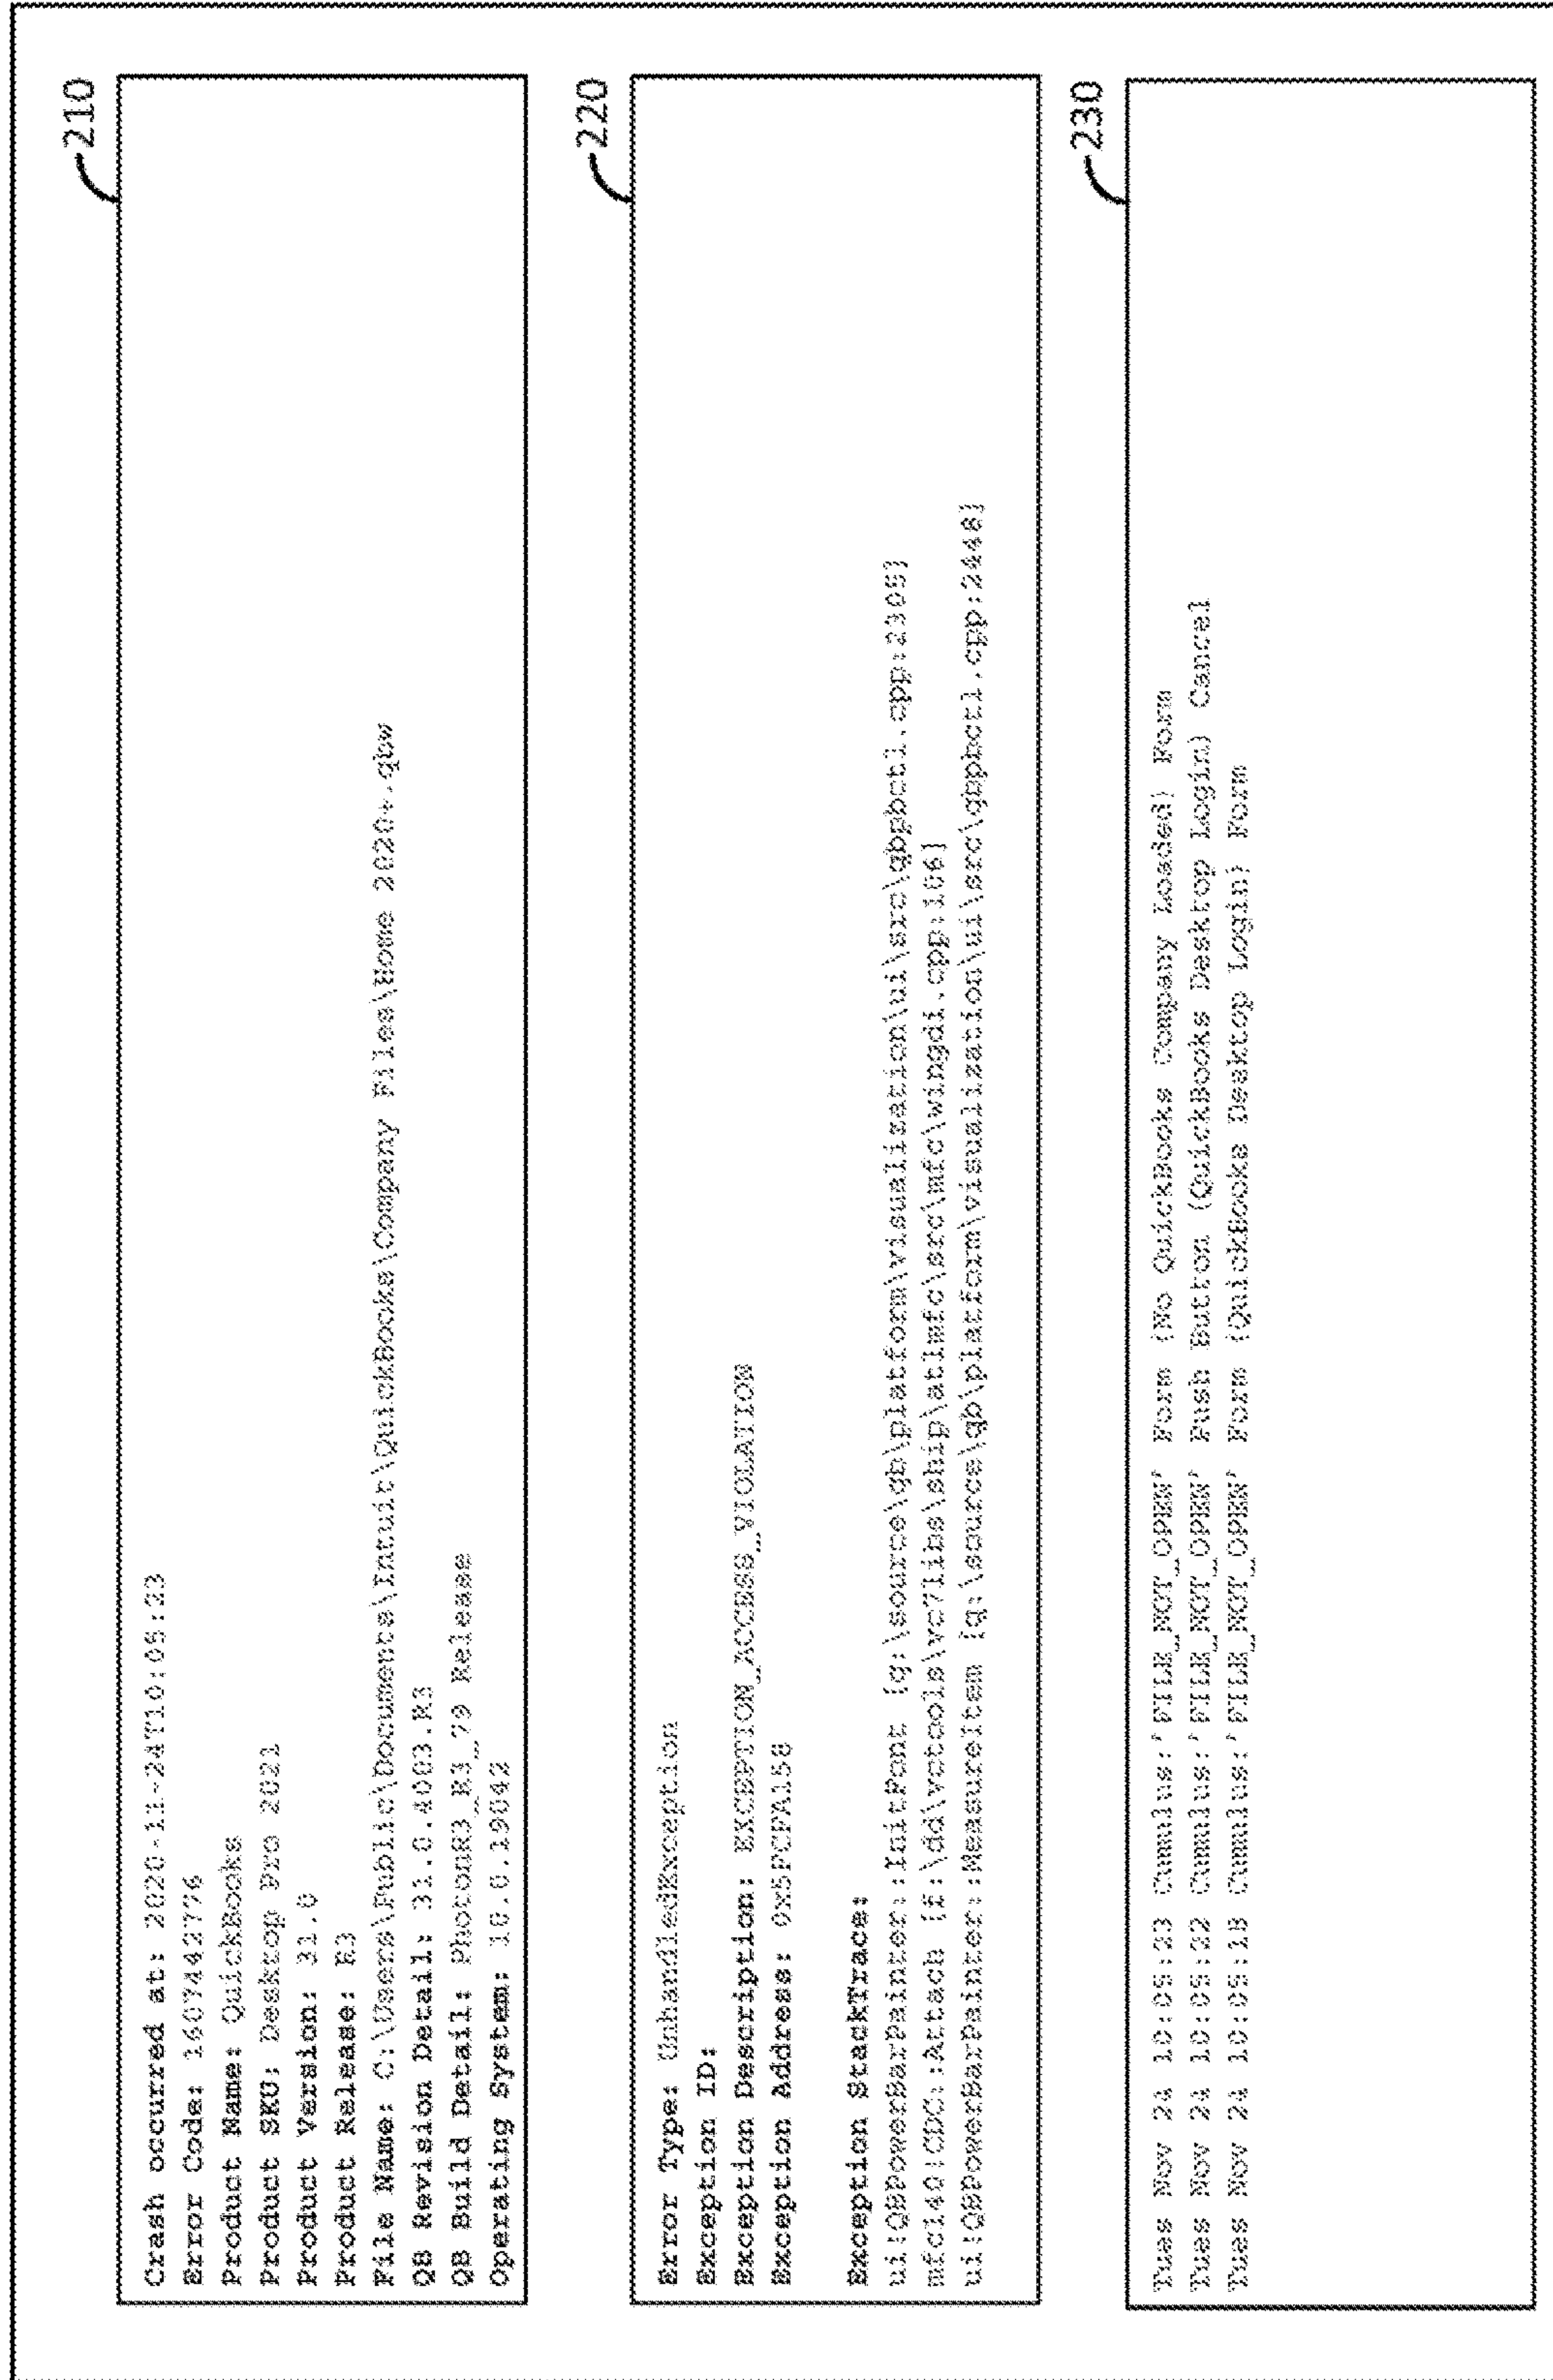 210
Crash occurred at: 2020-11-24T10:05:23
Error Code: 1607442776
Product Name: QuickBooks
Product SKU: Desktop Pro 2021
Product Version: 31.0
Product Release: R3
File Name: C:\Users\Public\Documents\Intuit\QuickBooks\Company Files\Home 2020+.qbw
QB Revision Detail: 31.0.4003.R3
QB Build Detail: PhotonR3_R3_79 Release
Operating System: 10.0.19042
220
Error Type: UnhandledException
Exception ID:
Exception Description: EXCEPTION_ACCESS_VIOLATION
Exception Address: 0x5FCFA158
Exception StackTrace:
ui!QBPowerBarPainter::InitFont [q:\source\qb\platform\visualization\ui\src\qbpbctl.cpp:2305]
mfc140!CDC::Attach [f:\dd\vctools\vc7libs\ship\atlmfc\src\mfc\wingdi.cpp:106]
ui!QBPowerBarPainter::MeasureItem [q:\source\qb\platform\visualization\ui\src\qbpbctl.cpp:2448]
230
Tues Nov 24 10:05:23 Cumulus:'FILE_NOT_OPEN' Form (No QuickBooks Company Loaded) Form
Tues Nov 24 10:05:22 Cumulus:'FILE_NOT_OPEN' Push Button (QuickBooks Desktop Login) Cancel
Tues Nov 24 10:05:18 Cumulus:'FILE_NOT_OPEN' Form (QuickBooks Desktop Login) Form